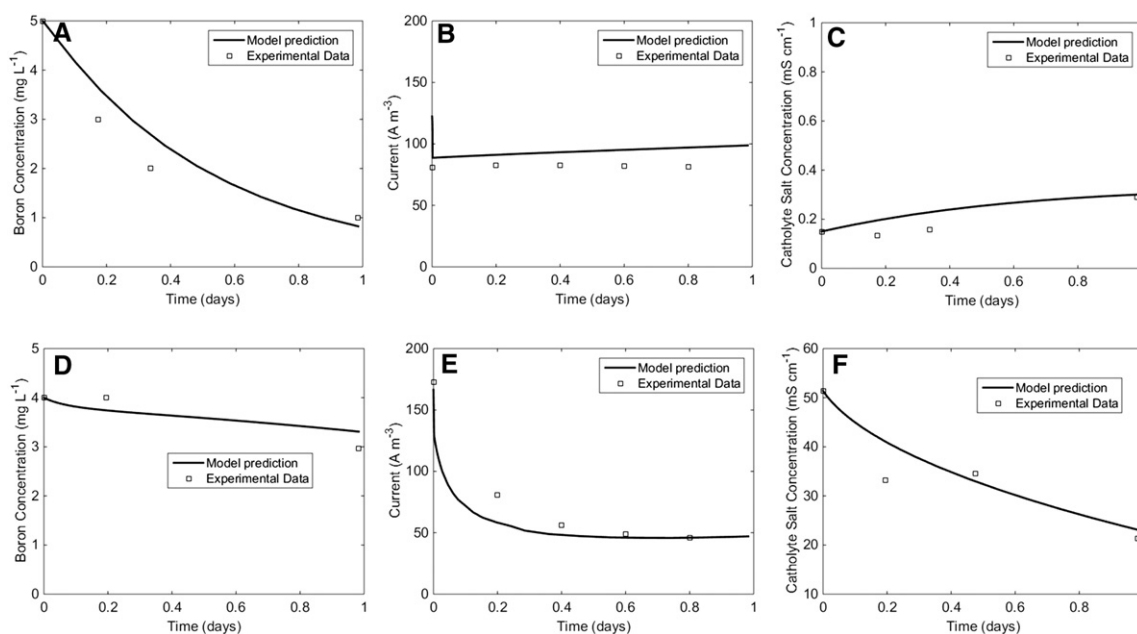 A
5
4
3
2
1
0
Boron Concentration (mg L-1)
Model prediction
Experimental Data
0 0.2 0.4 0.6 0.8 1
Time (days)
B
200
150
100
50
0
Current (A m-3)
Model prediction
Experimental Data
0 0.2 0.4 0.6 0.8 1
Time (days)
C
1
0.8
0.6
0.4
0.2
0
Catholyte Salt Concentration (mS cm-1)
Model prediction
Experimental Data
0 0.2 0.4 0.6 0.8
Time (days)
D
5
4
3
2
1
0
Boron Concentration (mg L-1)
Model prediction
Experimental Data
0 0.2 0.4 0.6 0.8 1
Time (days)
E
200
150
100
50
0
Current (A m-3)
Model prediction
Experimental Data
0 0.2 0.4 0.6 0.8 1
Time (days)
F
60
50
40
30
20
10
0
Catholyte Salt Concentration (mS cm-1)
Model prediction
Experimental Data
0 0.2 0.4 0.6 0.8
Time (days)